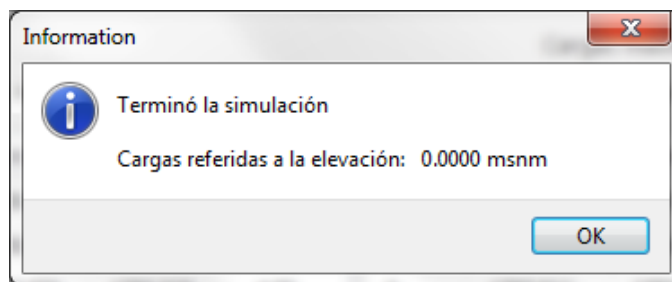 Information
Terminó la simulación
Cargas referidas a la elevación: 0.0000 msnm
OK